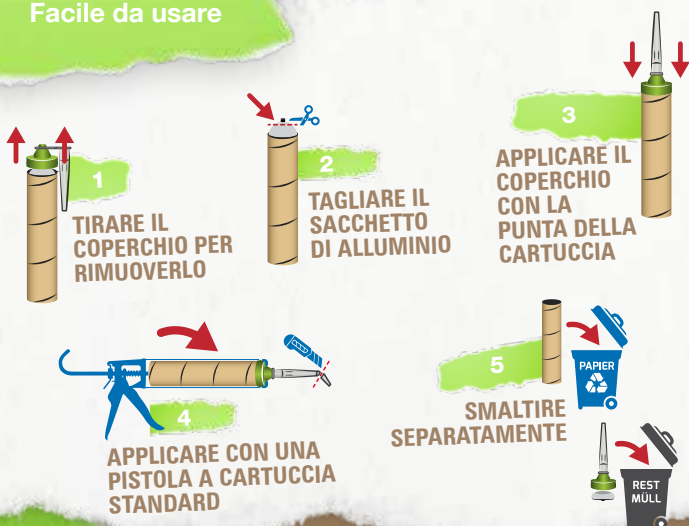 Facile da usare
1
TIRARE IL
COPERCHIO PER
RIMUOVERLO
2
TAGLIARE IL
SACCHETTO
DI ALLUMINIO
3
APPLICARE IL
COPERCHIO
CON LA
PUNTA DELLA
CARTUCCIA
4
APPLICARE CON UNA
PISTOLA A CARTUCCIA
STANDARD
5
SMALTIRE
SEPARATAMENTE
PAPIER
REST
MÜLL